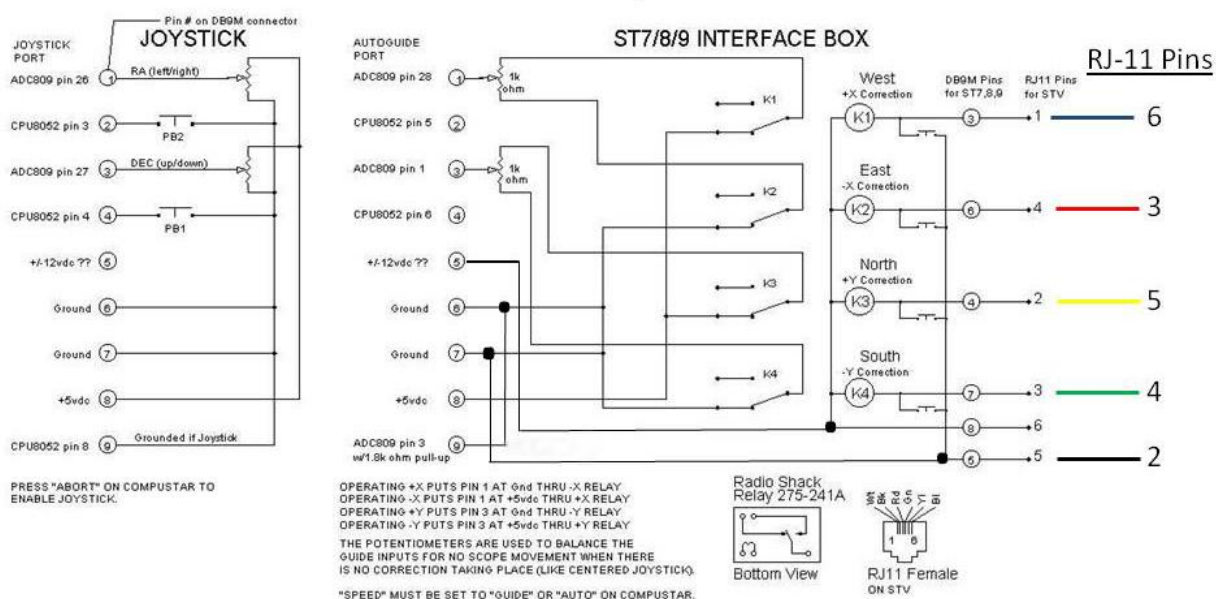 Pin # on DB9M connector
JOYSTICK PORT
JOYSTICK
ADC809 pin 26
1
RA (left/right)
CPU8052 pin 3
2
PB2
ADC809 pin 27
3
DEC (up/down)
CPU8052 pin 4
4
PB1
+/-12vdc ??
5
Ground
6
Ground
7
+5vdc
8
CPU8052 pin 8
9
Grounded if Joystick
PRESS "ABORT" ON COMPUSTAR TO
ENABLE JOYSTICK.
AUTOGUIDE
PORT
ST7/8/9 INTERFACE BOX
ADC809 pin 28
1
1k
ohm
CPU8052 pin 5
2
ADC809 pin 1
3
1k
ohm
CPU8052 pin 6
4
+/-12vdc ??
5
Ground
6
Ground
7
+5vdc
8
ADC809 pin 3
w/1.8k ohm pull-up
9
K1
K2
K3
K4
West
+X Correction
K1
East
-X Correction
K2
North
+Y Correction
K3
South
-Y Correction
K4
DB9M Pins
for ST7,8,9
3
6
4
7
8
RJ11 Pins
for STV
1
4
2
3
6
5
RJ-11 Pins
6
3
5
4
2
OPERATING +X PUTS PIN 1 AT Gnd THRU -X RELAY
OPERATING -X PUTS PIN 1 AT +5vdc THRU +X RELAY
OPERATING +Y PUTS PIN 3 AT Gnd THRU -Y RELAY
OPERATING -Y PUTS PIN 3 AT +5vdc THRU +Y RELAY
THE POTENTIOMETERS ARE USED TO BALANCE THE
GUIDE INPUTS FOR NO SCOPE MOVEMENT WHEN THERE
IS NO CORRECTION TAKING PLACE (LIKE CENTERED JOYSTICK).
"SPEED" MUST BE SET TO "GUIDE" OR "AUTO" ON COMPUSTAR.
Radio Shack
Relay 275-241A
Bottom View
Wt Bk Rd Gn Yl Bl
1 6
RJ11 Female
ON STV